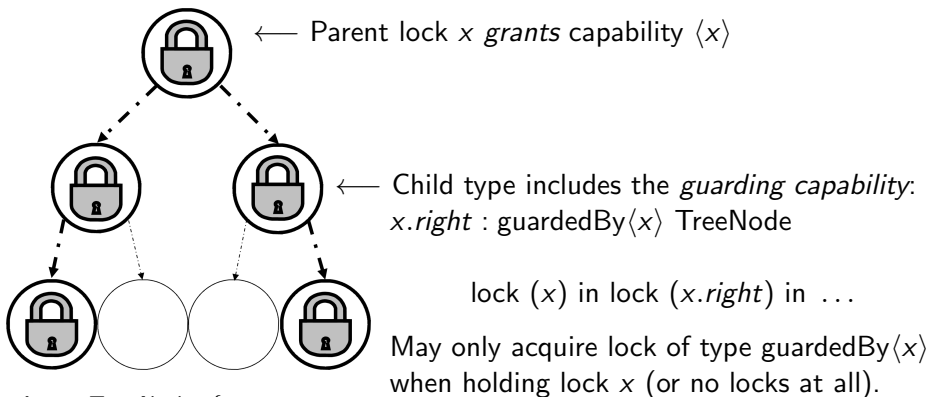 ⟵ Parent lock x grants capability ⟨x⟩
⟵ Child type includes the guarding capability:
x.right : guardedBy⟨x⟩ TreeNode
lock (x) in lock (x.right) in …
May only acquire lock of type guardedBy⟨x⟩
when holding lock x (or no locks at all).